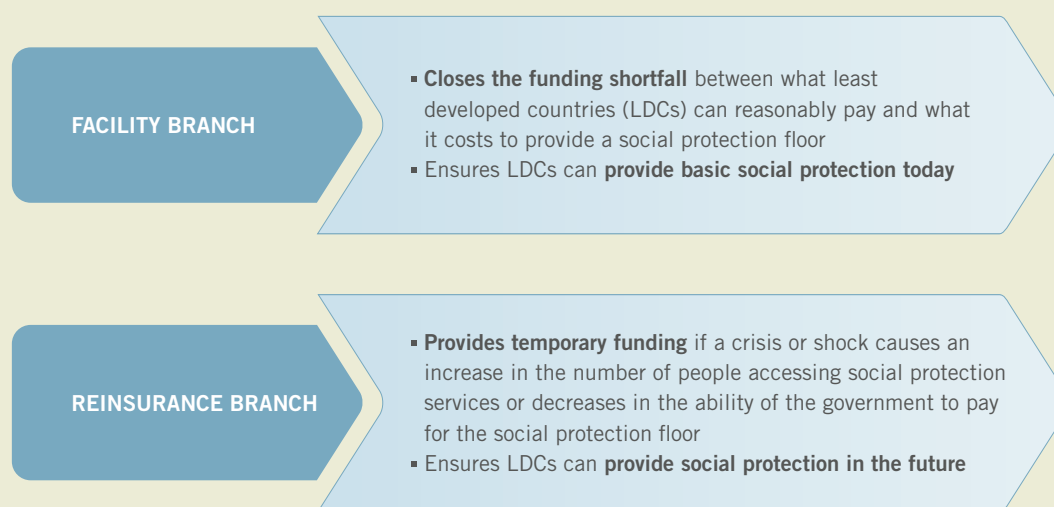 FACILITY BRANCH
▪ Closes the funding shortfall between what least
developed countries (LDCs) can reasonably pay and what
it costs to provide a social protection floor
▪ Ensures LDCs can provide basic social protection today
REINSURANCE BRANCH
▪ Provides temporary funding if a crisis or shock causes an
increase in the number of people accessing social protection
services or decreases in the ability of the government to pay
for the social protection floor
▪ Ensures LDCs can provide social protection in the future